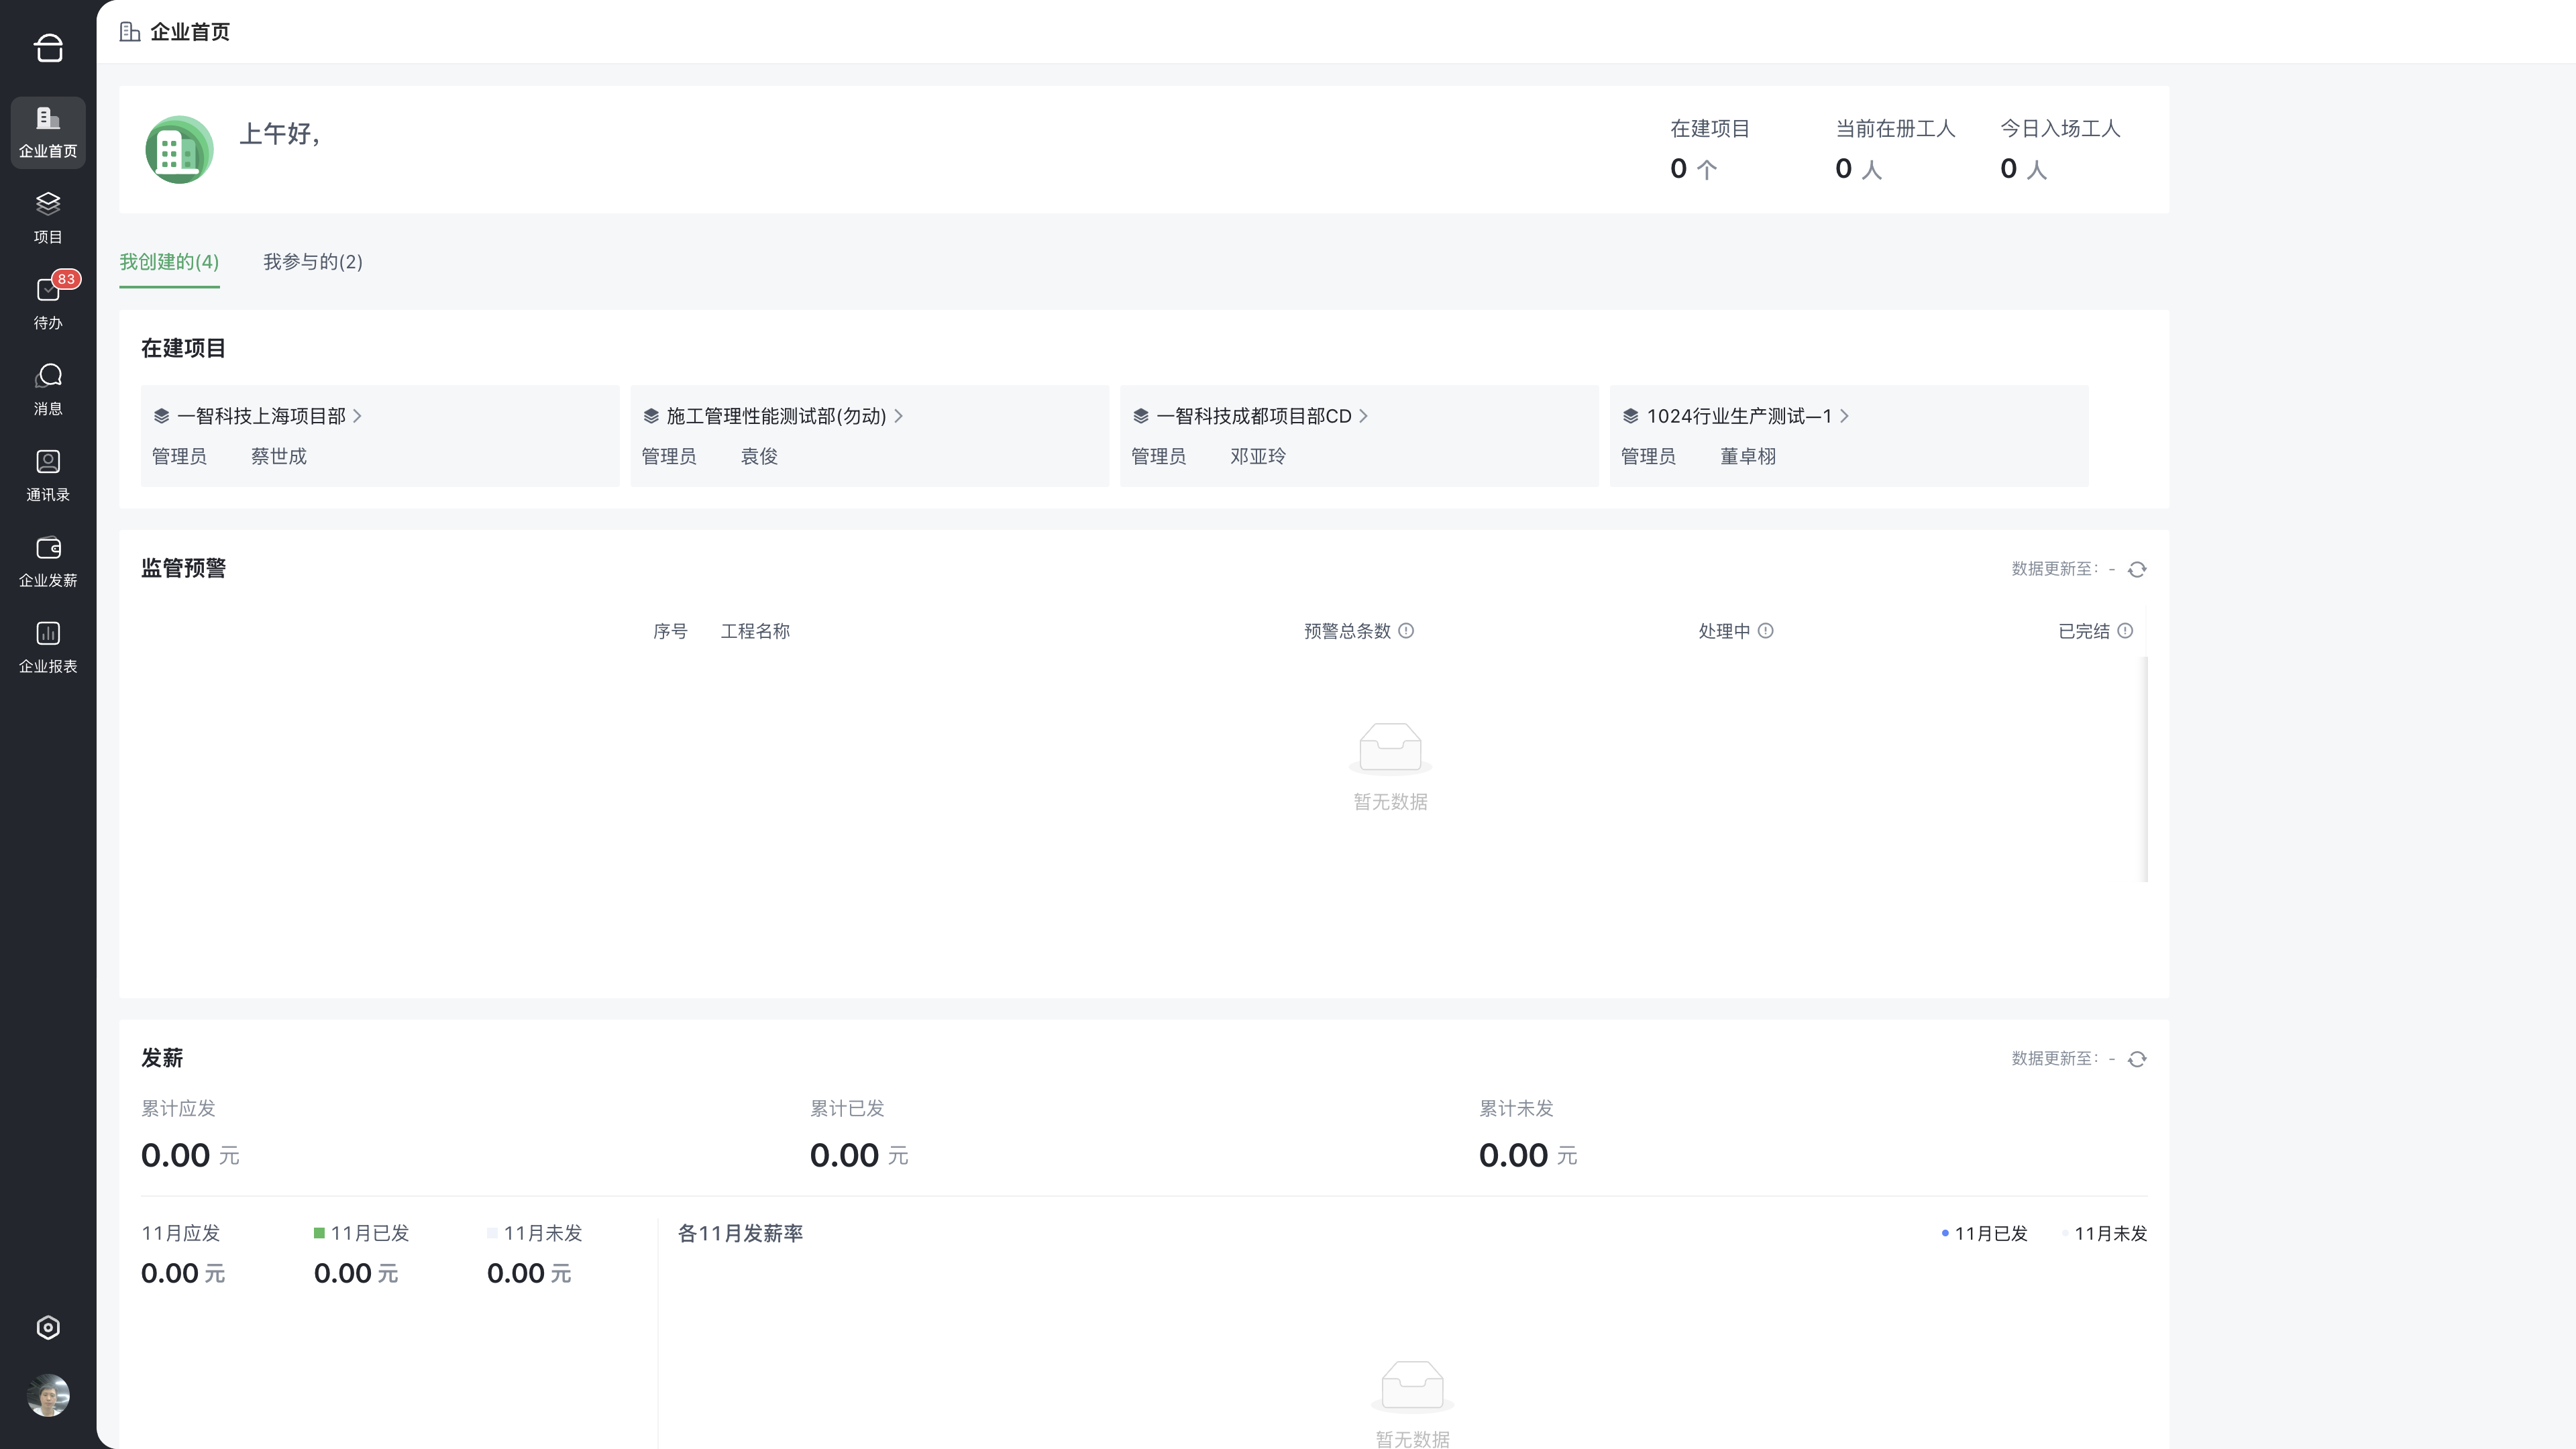 企业首页
企业首页
项目
83
待办
消息
通讯录
企业发薪
企业报表
上午好,
在建项目
0 个
当前在册工人
0 人
今日入场工人
0 人
我创建的(4)
我参与的(2)
在建项目
一智科技上海项目部
管理员 蔡世成
施工管理性能测试部(勿动)
管理员 袁俊
一智科技成都项目部CD
管理员 邓亚玲
1024行业生产测试—1
管理员 董卓栩
监管预警
数据更新至: -
序号 工程名称 预警总条数 处理中 已完结
暂无数据
发薪
数据更新至: -
累计应发
0.00 元
累计已发
0.00 元
累计未发
0.00 元
11月应发
0.00 元
11月已发
0.00 元
11月未发
0.00 元
各11月发薪率
11月已发
11月未发
暂无数据